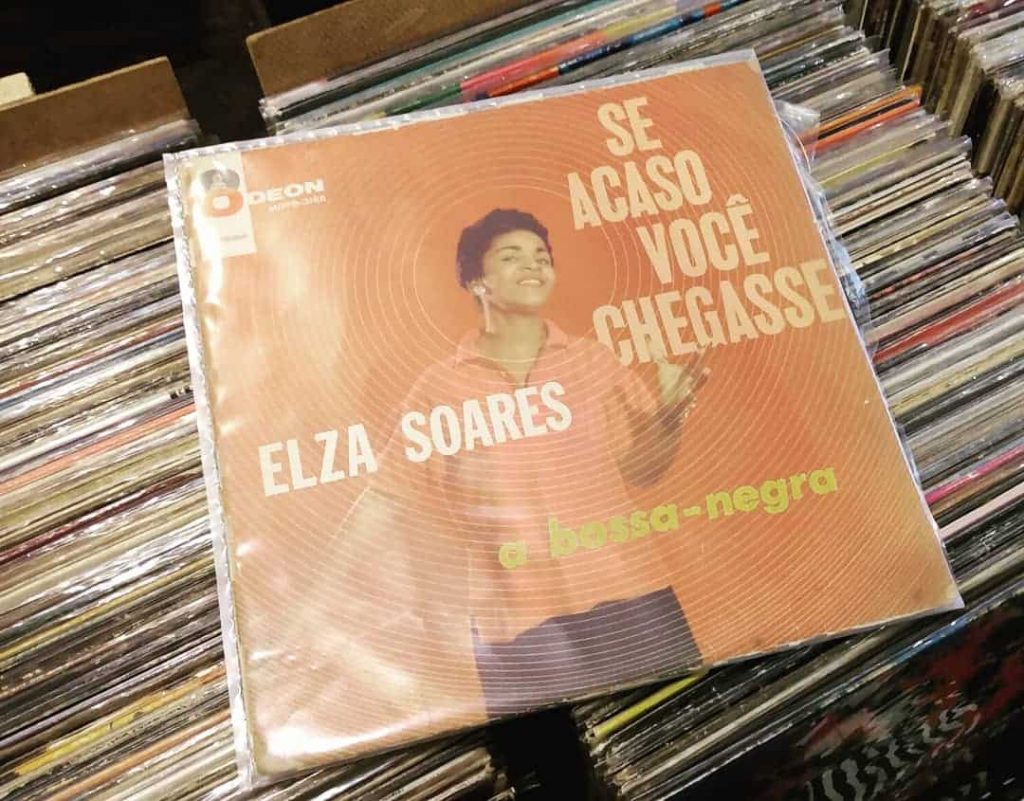 ODEON
SE
ACASO
VOCÊ
CHEGASSE
ELZA SOARES
a bossa-negra